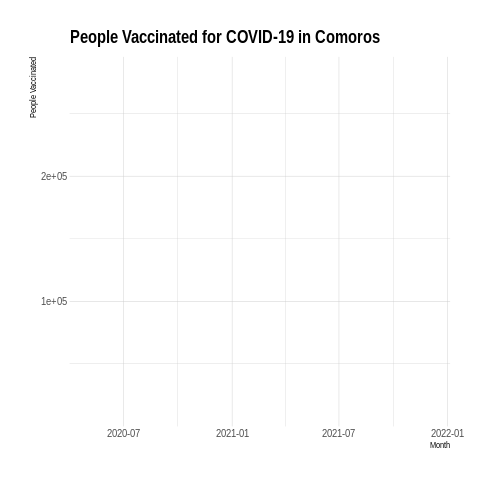 People Vaccinated for COVID-19 in Comoros
People Vaccinated
2e+05
1e+05
2020-07 2021-01 2021-07 2022-01
Month